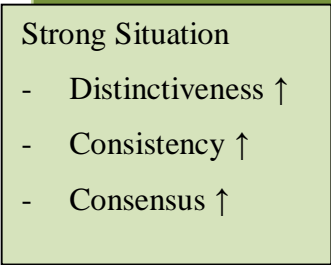 Strong Situation
- Distinctiveness ↑
- Consistency ↑
- Consensus ↑